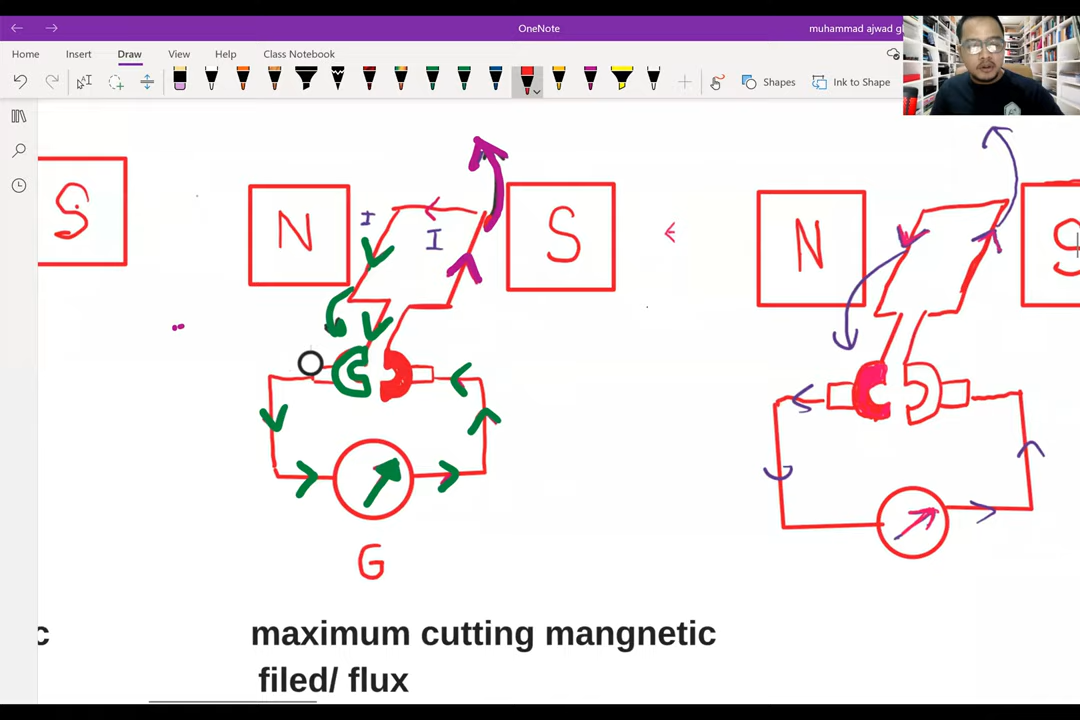 OneNote
muhammad ajwad g
Home Insert Draw View Help Class Notebook
Shapes Ink to Shape
S N S N S
I I
G
c maximum cutting mangnetic
filed/ flux